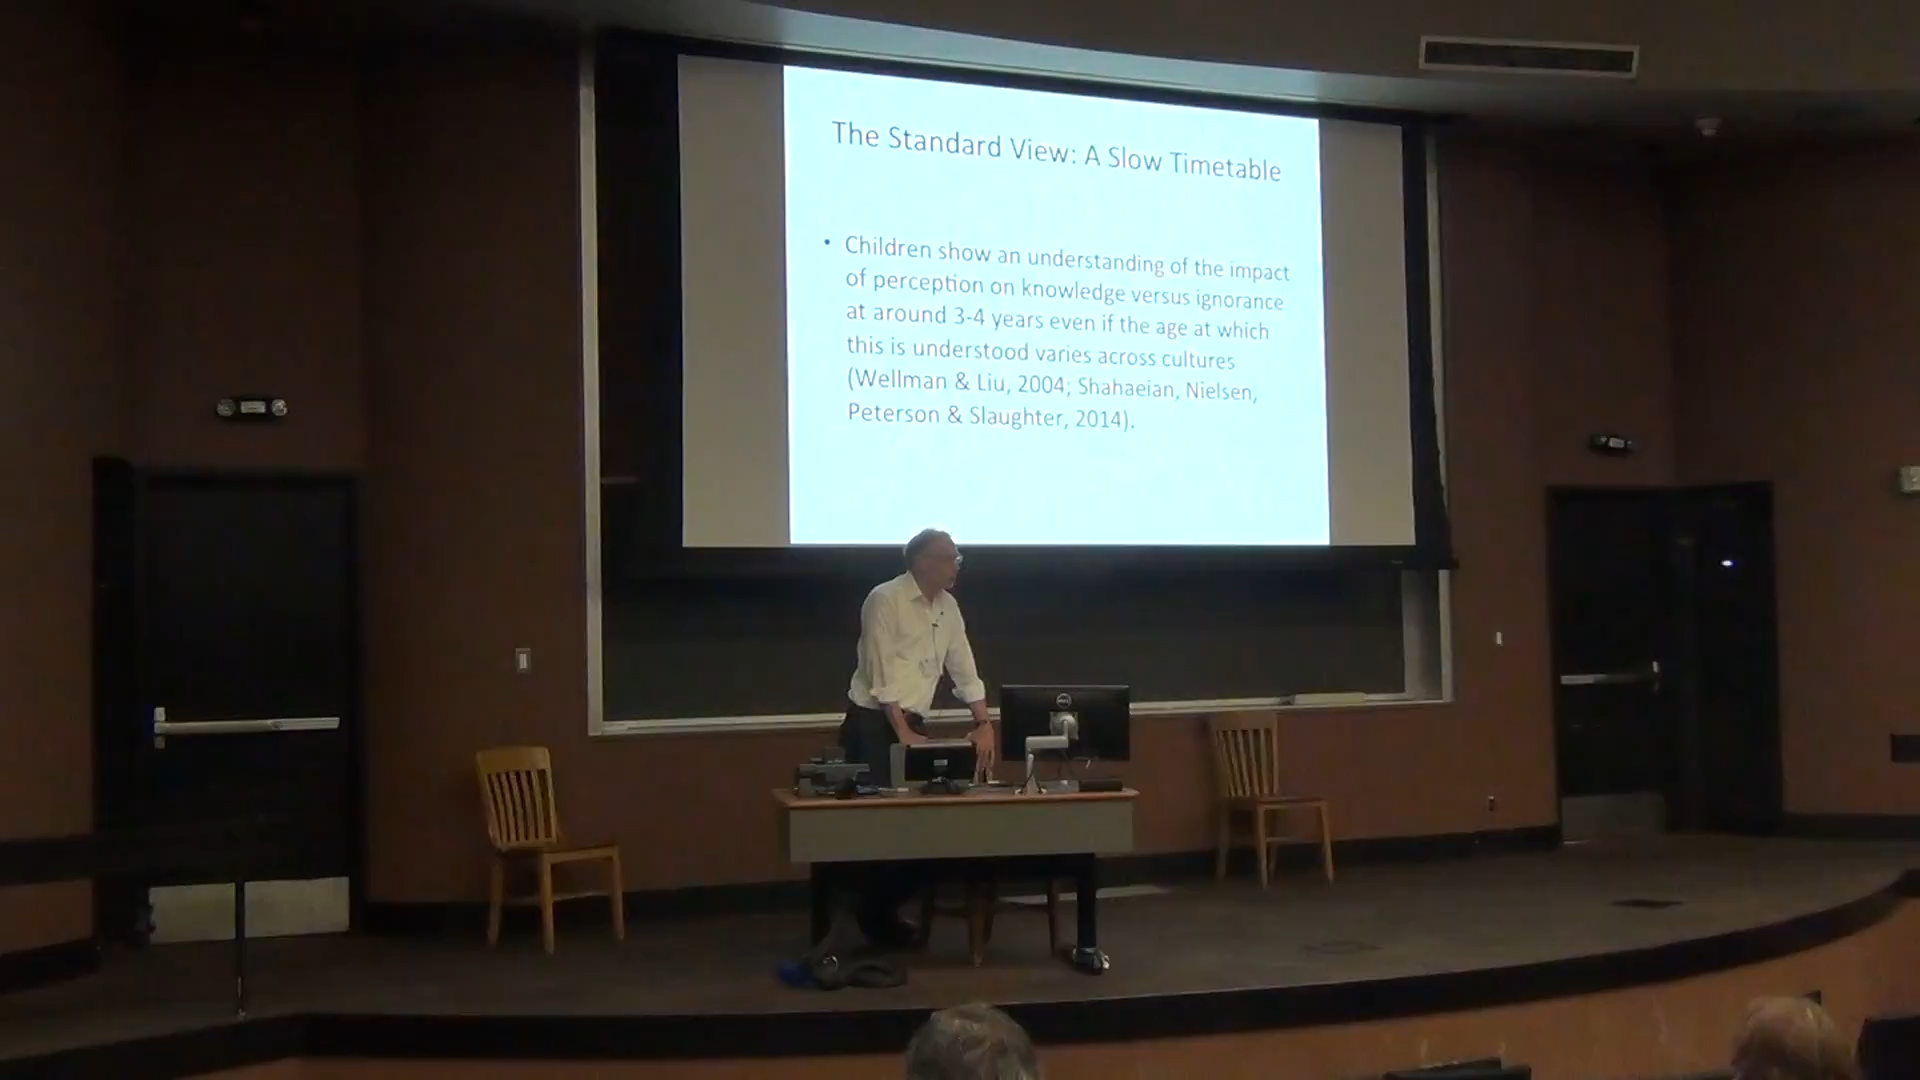 The Standard View: A Slow Timetable
• Children show an understanding of the impact
of perception on knowledge versus ignorance
at around 3-4 years even if the age at which
this is understood varies across cultures
(Wellman & Liu, 2004; Shahaeian, Nielsen,
Peterson & Slaughter, 2014).